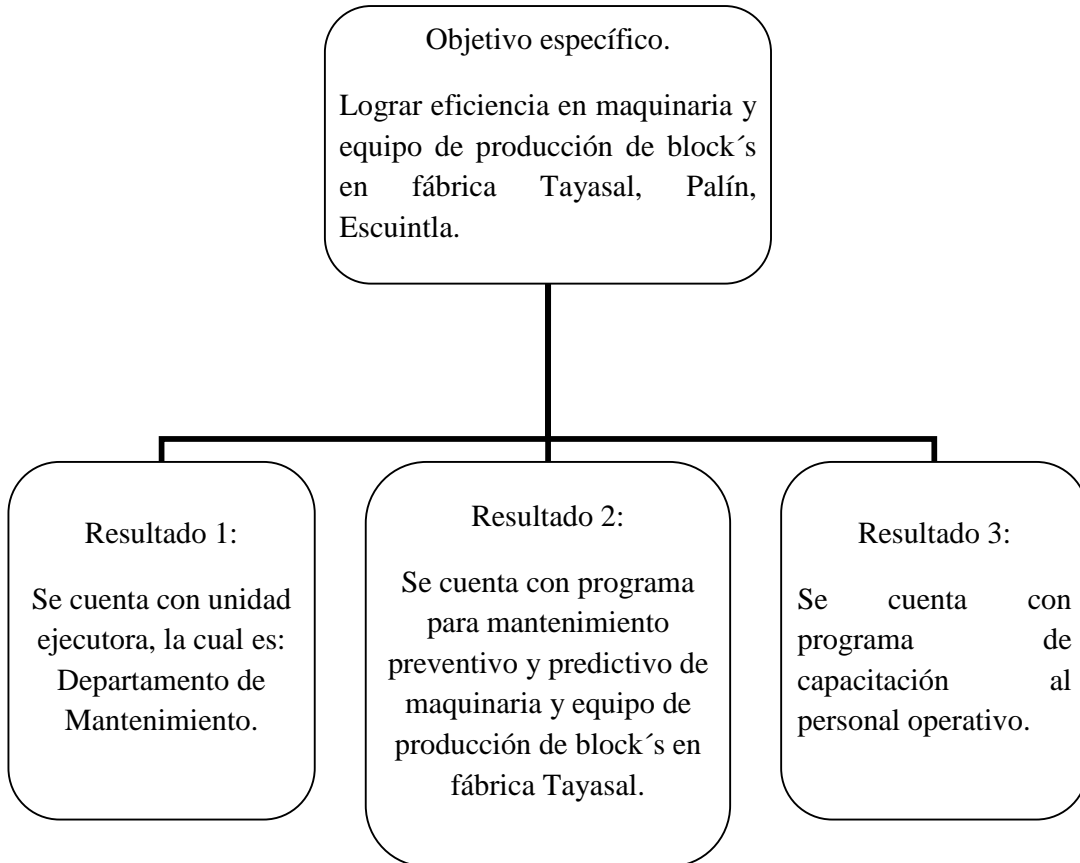 Objetivo específico.
Lograr eficiencia en maquinaria y
equipo de producción de block´s
en fábrica Tayasal, Palín,
Escuintla.
Resultado 1:
Se cuenta con unidad
ejecutora, la cual es:
Departamento de
Mantenimiento.
Resultado 2:
Se cuenta con programa
para mantenimiento
preventivo y predictivo de
maquinaria y equipo de
producción de block´s en
fábrica Tayasal.
Resultado 3:
Se cuenta con
programa de
capacitación al
personal operativo.